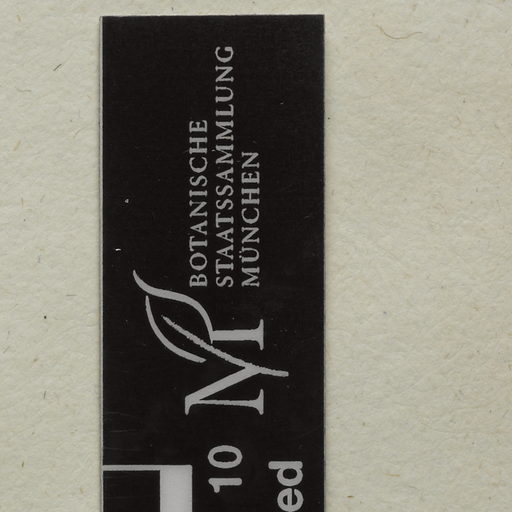 BOTANISCHE
STAATSSAMMLUNG
MÜNCHEN
M
10
ed